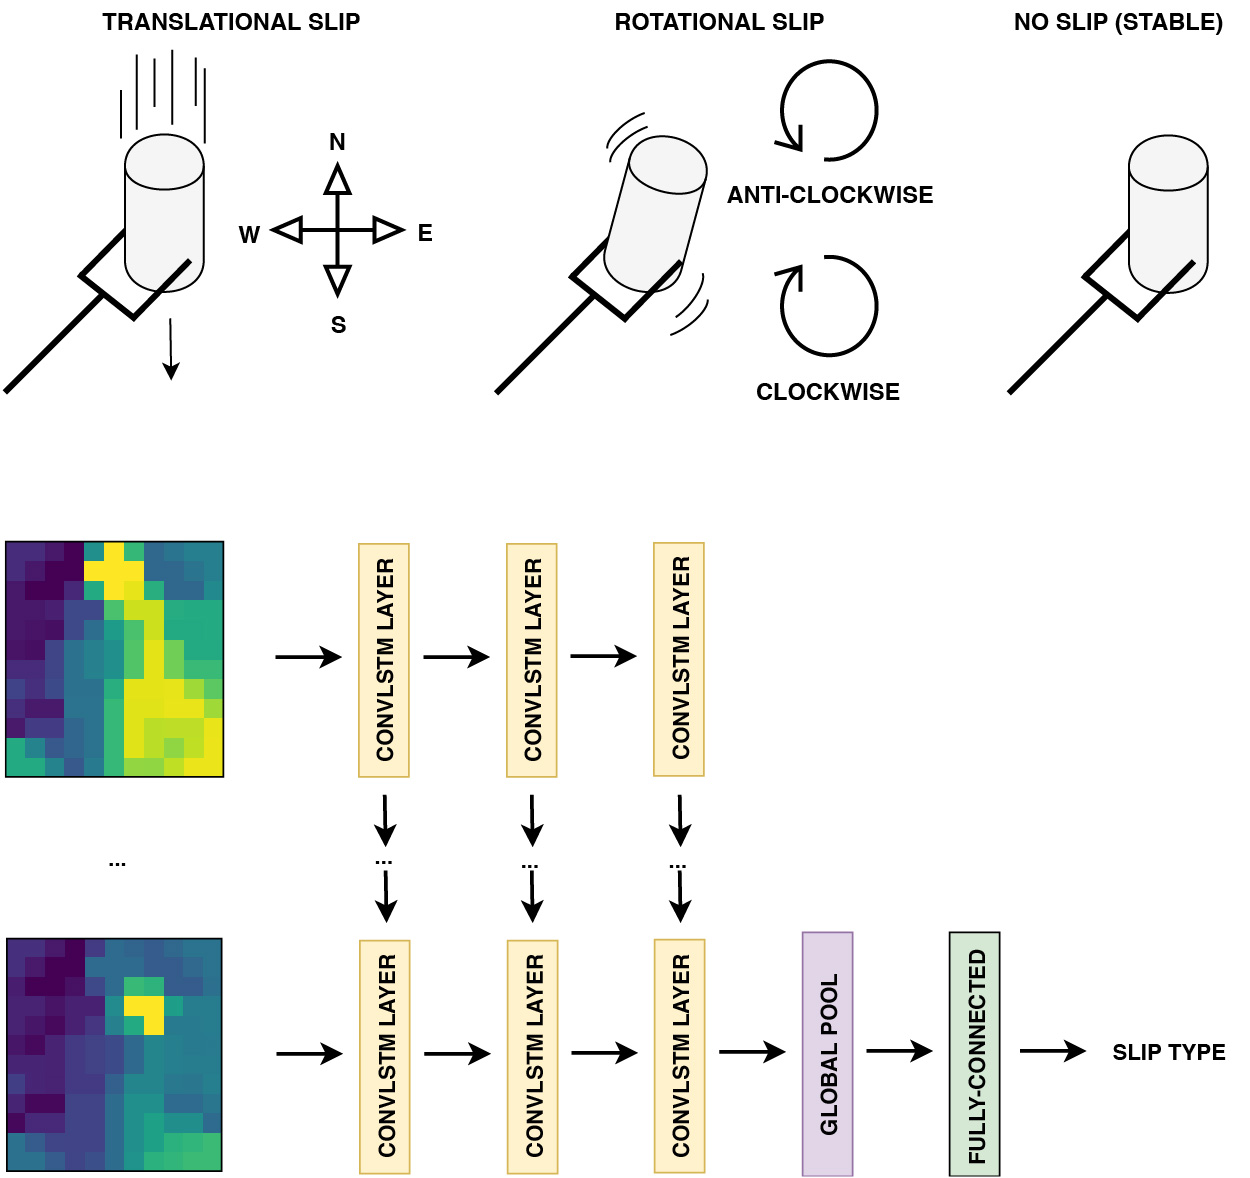 TRANSLATIONAL SLIP
ROTATIONAL SLIP
NO SLIP (STABLE)
N
W
E
S
ANTI-CLOCKWISE
CLOCKWISE
CONVLSTM LAYER
CONVLSTM LAYER
CONVLSTM LAYER
...
...
...
...
CONVLSTM LAYER
CONVLSTM LAYER
CONVLSTM LAYER
GLOBAL POOL
FULLY-CONNECTED
SLIP TYPE